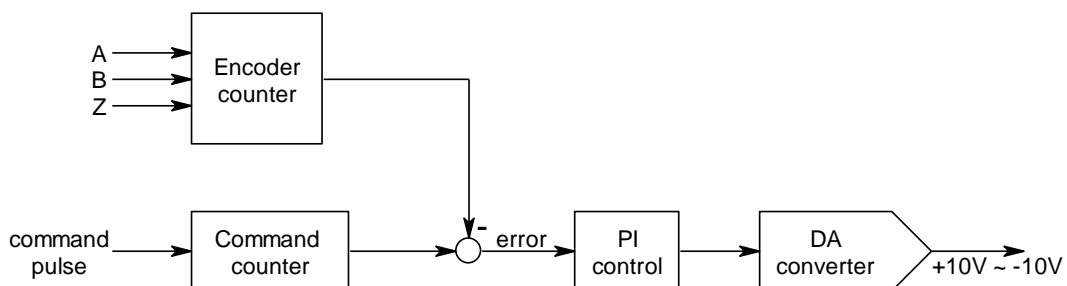 A
B
Z
Encoder
counter
command
pulse
Command
counter
-
error
PI
control
DA
converter
+10V ~ -10V